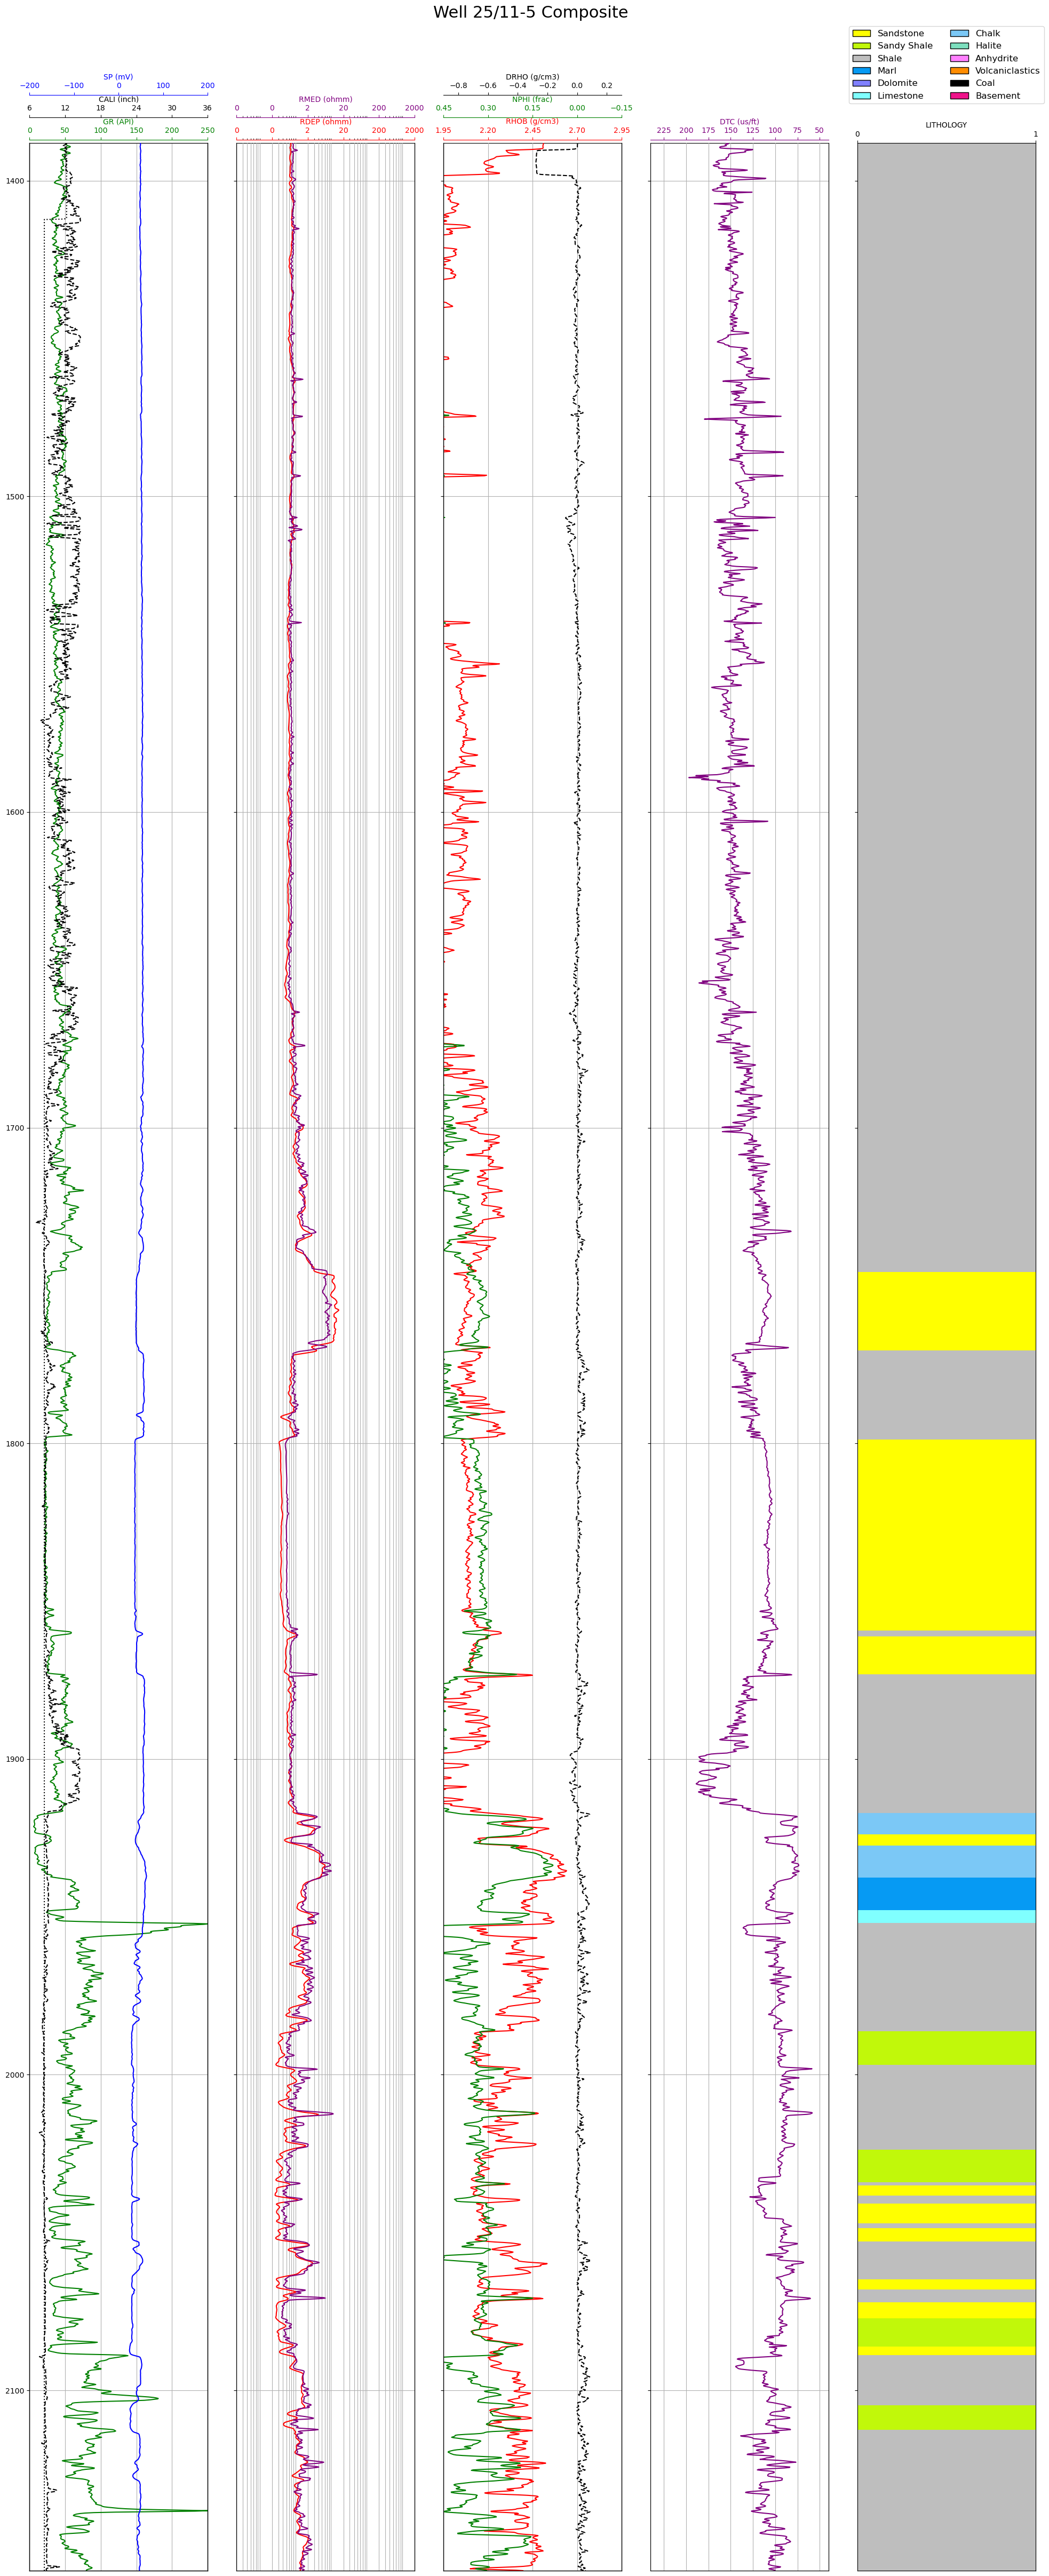 Well 25/11-5 Composite
Sandstone Chalk
Sandy Shale Halite
Shale Anhydrite
Marl Volcaniclastics
Dolomite Coal
Limestone Basement
SP (mV) DRHO (g/cm3)
−200 −100 0 100 200 −0.8 −0.6 −0.4 −0.2 0.0 0.2
CALI (inch) RMED (ohmm) NPHI (frac)
6 12 18 24 30 36 0 0 2 20 200 2000 0.45 0.30 0.15 0.00 −0.15
GR (API) RDEP (ohmm) RHOB (g/cm3) DTC (us/ft) LITHOLOGY
0 50 100 150 200 250 0 0 2 20 200 2000 1.95 2.20 2.45 2.70 2.95 225 200 175 150 125 100 75 50 0 1
1400
1500
1600
1700
1800
1900
2000
2100